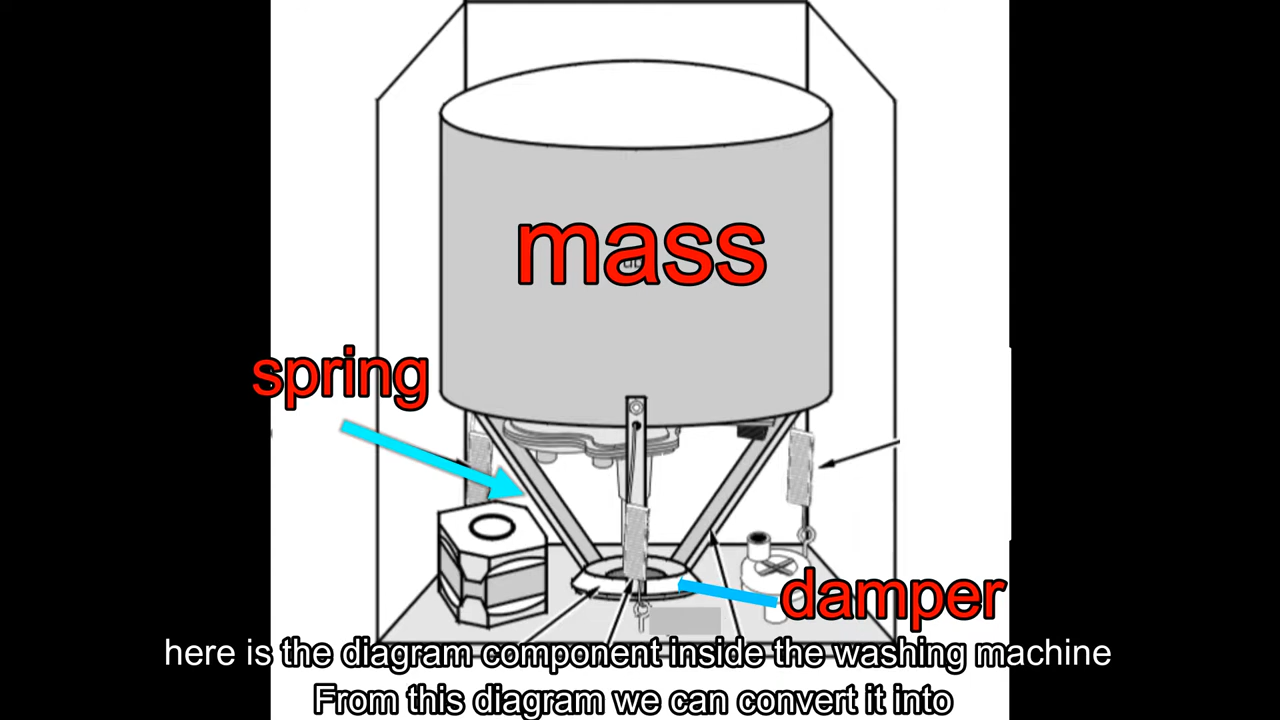 mass
spring
damper
here is the diagram component inside the washing machine
From this diagram we can convert it into